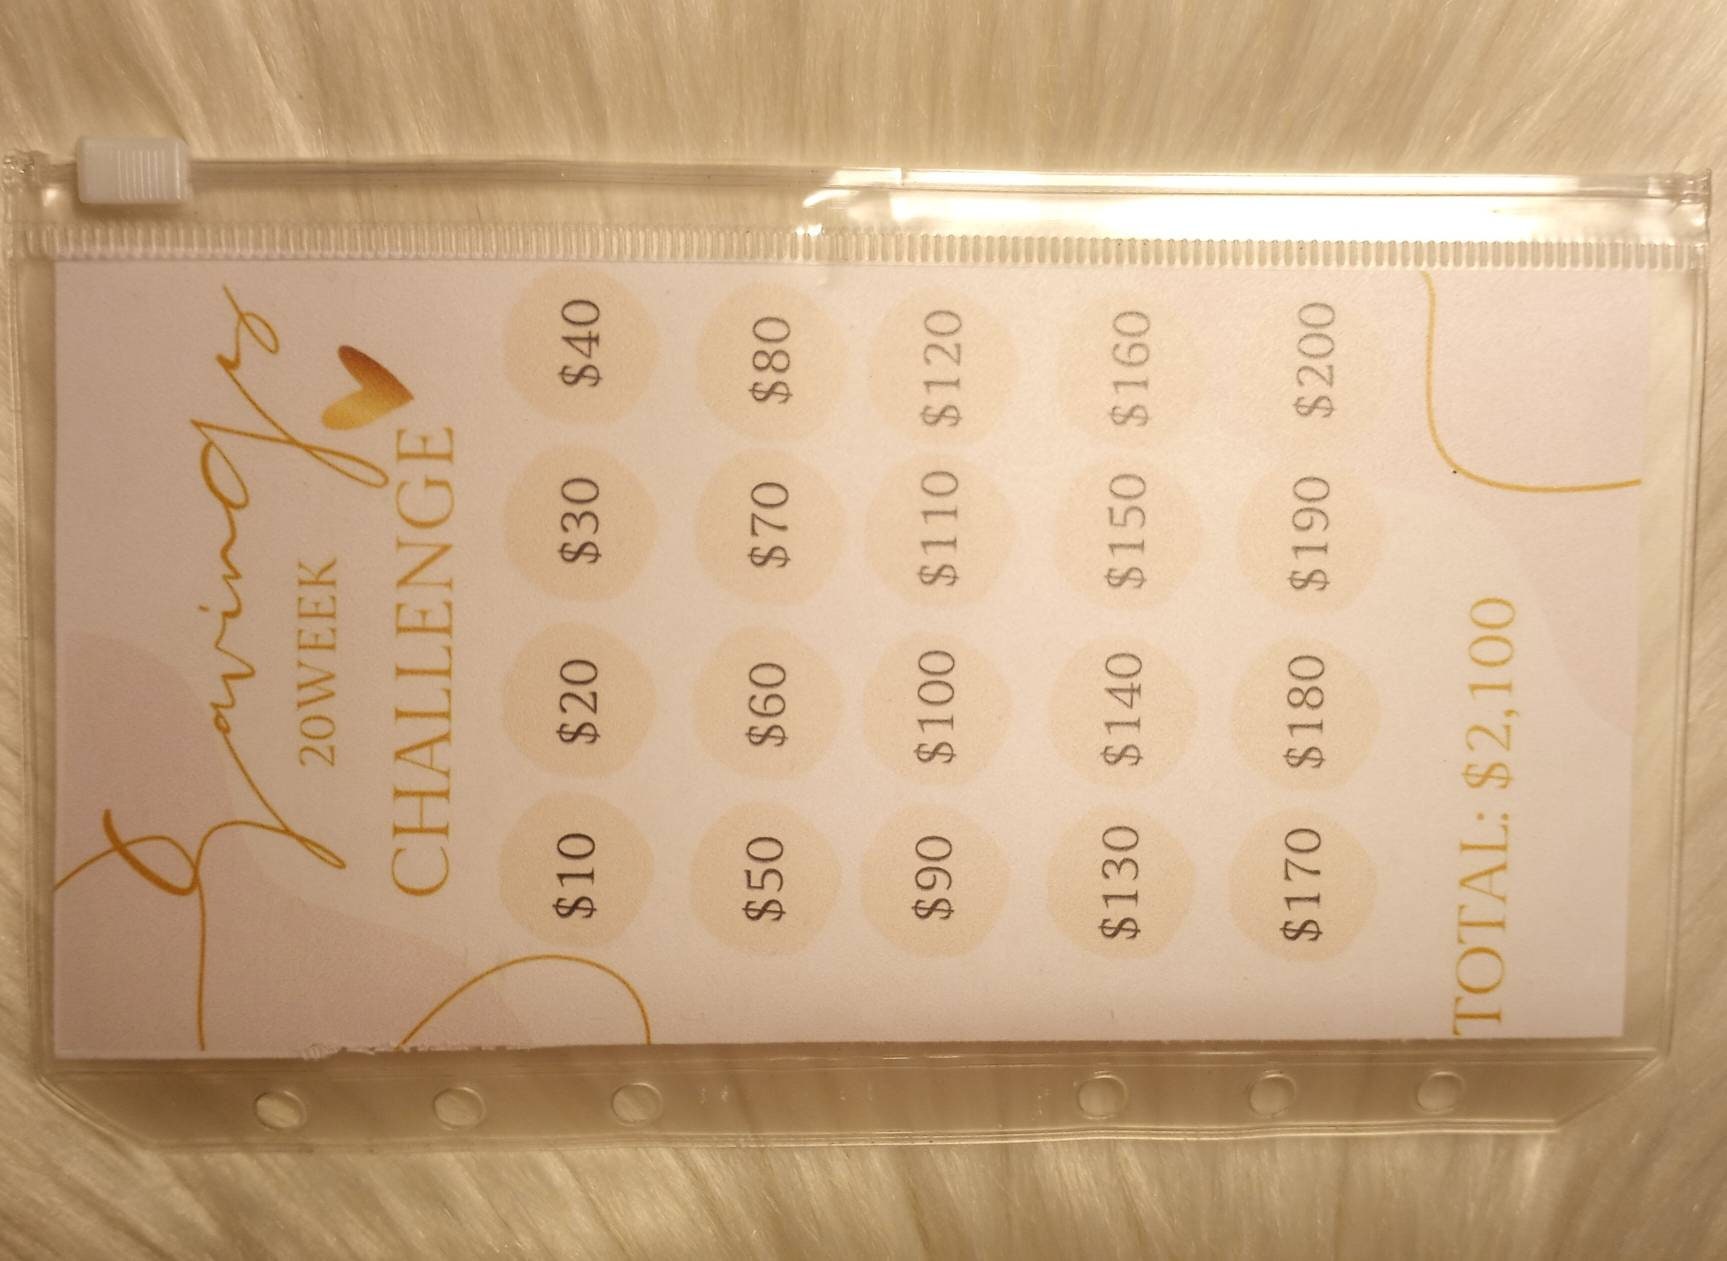 Savings
20WEEK
CHALLENGE
$10 $20 $30 $40
$50 $60 $70 $80
$90 $100 $110 $120
$130 $140 $150 $160
$170 $180 $190 $200
TOTAL: $2,100